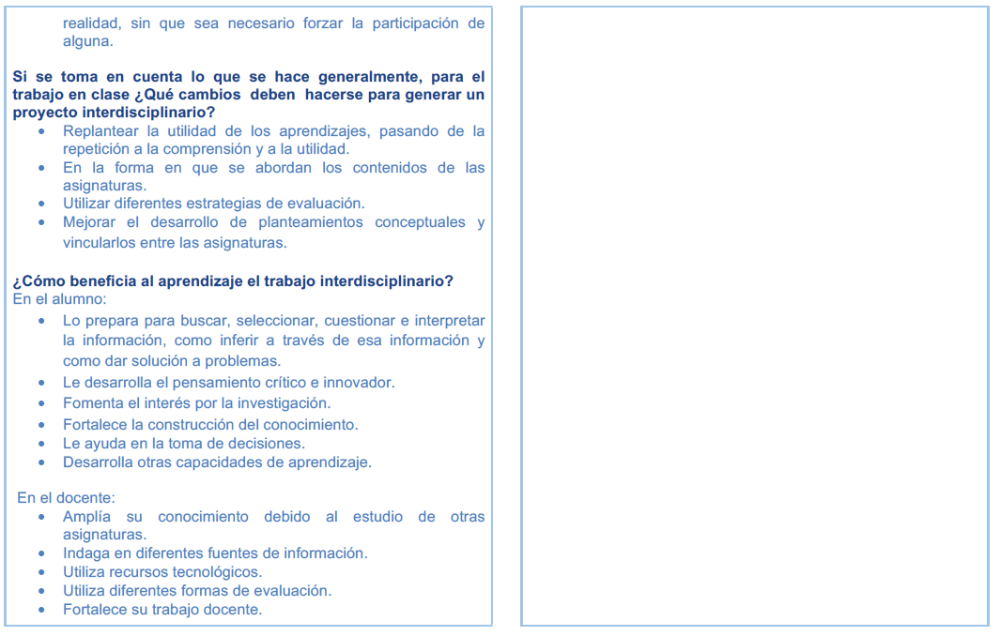 realidad, sin que sea necesario forzar la participación de
alguna.
Si se toma en cuenta lo que se hace generalmente, para el
trabajo en clase ¿Qué cambios deben hacerse para generar un
proyecto interdisciplinario?
• Replantear la utilidad de los aprendizajes, pasando de la
repetición a la comprensión y a la utilidad.
• En la forma en que se abordan los contenidos de las
asignaturas.
• Utilizar diferentes estrategias de evaluación.
• Mejorar el desarrollo de planteamientos conceptuales y
vincularlos entre las asignaturas.
¿Cómo beneficia al aprendizaje el trabajo interdisciplinario?
En el alumno:
• Lo prepara para buscar, seleccionar, cuestionar e interpretar
la información, como inferir a través de esa información y
como dar solución a problemas.
• Le desarrolla el pensamiento crítico e innovador.
• Fomenta el interés por la investigación.
• Fortalece la construcción del conocimiento.
• Le ayuda en la toma de decisiones.
• Desarrolla otras capacidades de aprendizaje.
En el docente:
• Amplía su conocimiento debido al estudio de otras
asignaturas.
• Indaga en diferentes fuentes de información.
• Utiliza recursos tecnológicos.
• Utiliza diferentes formas de evaluación.
• Fortalece su trabajo docente.